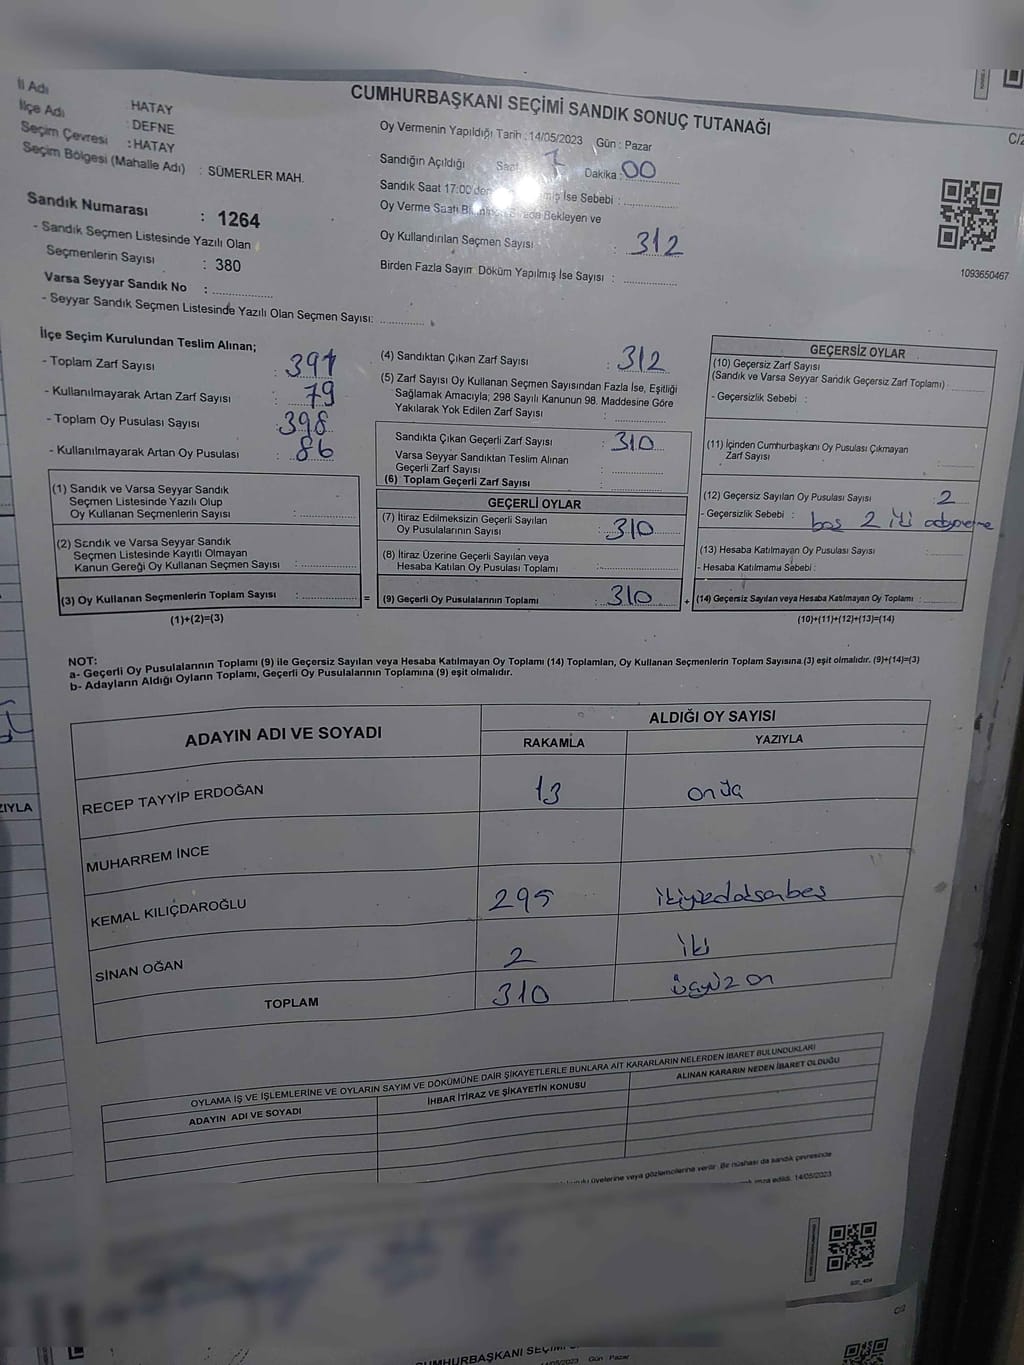 CUMHURBAŞKANI SEÇİMİ SANDIK SONUÇ TUTANAĞI
C/2
İl Adı
: HATAY
İlçe Adı
: DEFNE
Seçim Çevresi : HATAY
Seçim Bölgesi (Mahalle Adı) : SÜMERLER MAH.
Sandık Numarası : 1264
- Sandık Seçmen Listesinde Yazılı Olan
Seçmenlerin Sayısı : 380
Varsa Seyyar Sandık No :
- Seyyar Sandık Seçmen Listesinde Yazılı Olan Seçmen Sayısı:
Oy Vermenin Yapıldığı Tarih : 14/05/2023 Gün : Pazar
Sandığın Açıldığı Saat 7 Dakika : 00
Sandık Saat 17:00 İse Sebebi :
Oy Verme Saati Bekleyen ve
Oy Kullandırılan Seçmen Sayısı : 312
Birden Fazla Sayım Döküm Yapılmış İse Sayısı :
1093650467
İlçe Seçim Kurulundan Teslim Alınan;
- Toplam Zarf Sayısı : 391
- Kullanılmayarak Artan Zarf Sayısı : 79
- Toplam Oy Pusulası Sayısı : 398
- Kullanılmayarak Artan Oy Pusulası : 86
(1) Sandık ve Varsa Seyyar Sandık
Seçmen Listesinde Yazılı Olup
Oy Kullanan Seçmenlerin Sayısı :
(2) Sandık ve Varsa Seyyar Sandık
Seçmen Listesinde Kayıtlı Olmayan
Kanun Gereği Oy Kullanan Seçmen Sayısı :
(3) Oy Kullanan Seçmenlerin Toplam Sayısı : =
(1)+(2)=(3)
(4) Sandıktan Çıkan Zarf Sayısı : 312
(5) Zarf Sayısı Oy Kullanan Seçmen Sayısından Fazla İse, Eşitliği
Sağlamak Amacıyla; 298 Sayılı Kanunun 98. Maddesine Göre
Yakılarak Yok Edilen Zarf Sayısı :
Sandıkta Çıkan Geçerli Zarf Sayısı : 310
Varsa Seyyar Sandıktan Teslim Alınan
Geçerli Zarf Sayısı :
(6) Toplam Geçerli Zarf Sayısı :
GEÇERLİ OYLAR
(7) İtiraz Edilmeksizin Geçerli Sayılan
Oy Pusulalarının Sayısı : 310
(8) İtiraz Üzerine Geçerli Sayılan veya
Hesaba Katılan Oy Pusulası Toplamı :
(9) Geçerli Oy Pusulalarının Toplamı : 310 +
GEÇERSİZ OYLAR
(10) Geçersiz Zarf Sayısı
(Sandık ve Varsa Seyyar Sandık Geçersiz Zarf Toplamı)
- Geçersizlik Sebebi :
(11) İçinden Cumhurbaşkanı Oy Pusulası Çıkmayan
Zarf Sayısı :
(12) Geçersiz Sayılan Oy Pusulası Sayısı : 2
- Geçersizlik Sebebi : boş 2 iki
(13) Hesaba Katılmayan Oy Pusulası Sayısı :
- Hesaba Katılmama Sebebi :
(14) Geçersiz Sayılan veya Hesaba Katılmayan Oy Toplamı :
(10)+(11)+(12)+(13)=(14)
NOT:
a- Geçerli Oy Pusulalarının Toplamı (9) ile Geçersiz Sayılan veya Hesaba Katılmayan Oy Toplamı (14) Toplamları, Oy Kullanan Seçmenlerin Toplam Sayısına (3) eşit olmalıdır. (9)+(14)=(3)
b- Adayların Aldığı Oyların Toplamı, Geçerli Oy Pusulalarının Toplamına (9) eşit olmalıdır.
ADAYIN ADI VE SOYADI
ALDIĞI OY SAYISI
RAKAMLA YAZIYLA
RECEP TAYYİP ERDOĞAN 13
MUHARREM İNCE
KEMAL KILIÇDAROĞLU 295 ikiyüzdoksanbeş
SİNAN OĞAN 2 iki
TOPLAM 310 üçyüz on
OYLAMA İŞ VE İŞLEMLERİNE VE OYLARIN SAYIM VE DÖKÜMÜNE DAİR ŞİKAYETLERLE BUNLARA AİT KARARLARIN NELERDEN İBARET BULUNDUKLARI
ADAYIN ADI VE SOYADI İHBAR İTİRAZ VE ŞİKAYETİN KONUSU ALINAN KARARIN NEDEN İBARET OLDUĞU
üyelerine veya gözlemcilerine verilir. Bir nüshası da sandık çevresinde
imza edildi. 14/05/2023
ZIYLA
C/2
CUMHURBAŞKANI SEÇİMİ
14/05/2023 Gün : Pazar